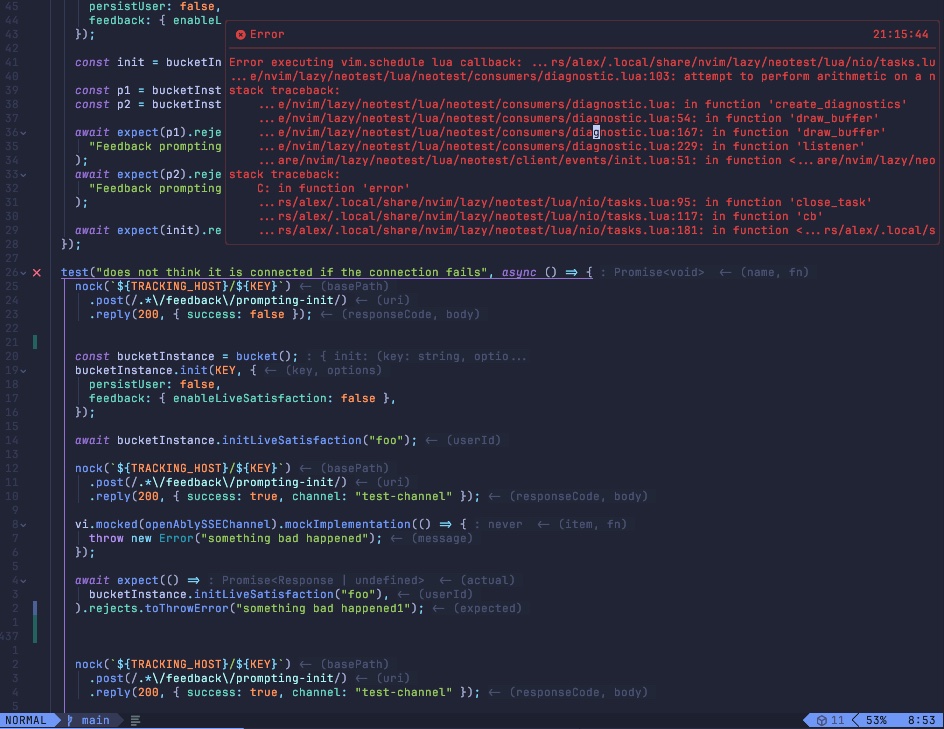 45 persistUser: false,
44 feedback: { enableL
43 });
42
41 const init = bucketIn
40
39 const p1 = bucketInst
38 const p2 = bucketInst
37
36 await expect(p1).reje
35 "Feedback prompting
34 );
33 await expect(p2).reje
32 "Feedback prompting
31 );
30
29 await expect(init).re
28 });
Error 21:15:44
Error executing vim.schedule lua callback: ...rs/alex/.local/share/nvim/lazy/neotest/lua/nio/tasks.lu
...e/nvim/lazy/neotest/lua/neotest/consumers/diagnostic.lua:103: attempt to perform arithmetic on a n
stack traceback:
...e/nvim/lazy/neotest/lua/neotest/consumers/diagnostic.lua: in function 'create_diagnostics'
...e/nvim/lazy/neotest/lua/neotest/consumers/diagnostic.lua:54: in function 'draw_buffer'
...e/nvim/lazy/neotest/lua/neotest/consumers/diagnostic.lua:167: in function 'draw_buffer'
...e/nvim/lazy/neotest/lua/neotest/consumers/diagnostic.lua:229: in function 'listener'
...are/nvim/lazy/neotest/lua/neotest/client/events/init.lua:51: in function <...are/nvim/lazy/neo
stack traceback:
C: in function 'error'
...rs/alex/.local/share/nvim/lazy/neotest/lua/nio/tasks.lua:95: in function 'close_task'
...rs/alex/.local/share/nvim/lazy/neotest/lua/nio/tasks.lua:117: in function 'cb'
...rs/alex/.local/share/nvim/lazy/neotest/lua/nio/tasks.lua:181: in function <...rs/alex/.local/s
27
26 test("does not think it is connected if the connection fails", async () => { : Promise<void> <- (name, fn)
25 nock(`${TRACKING_HOST}/${KEY}`) <- (basePath)
24 .post(/.*\/feedback\/prompting-init/) <- (uri)
23 .reply(200, { success: false }); <- (responseCode, body)
22
21
20 const bucketInstance = bucket(); : { init: (key: string, optio...
19 bucketInstance.init(KEY, { <- (key, options)
18 persistUser: false,
17 feedback: { enableLiveSatisfaction: false },
16 });
15
14 await bucketInstance.initLiveSatisfaction("foo"); <- (userId)
13
12 nock(`${TRACKING_HOST}/${KEY}`) <- (basePath)
11 .post(/.*\/feedback\/prompting-init/) <- (uri)
10 .reply(200, { success: true, channel: "test-channel" }); <- (responseCode, body)
9
8 vi.mocked(openAblySSEChannel).mockImplementation(() => { : never <- (item, fn)
7 throw new Error("something bad happened"); <- (message)
6 });
5
4 await expect(() => : Promise<Response | undefined> <- (actual)
3 bucketInstance.initLiveSatisfaction("foo"), <- (userId)
2 ).rejects.toThrowError("something bad happened1"); <- (expected)
1
437
1
2 nock(`${TRACKING_HOST}/${KEY}`) <- (basePath)
3 .post(/.*\/feedback\/prompting-init/) <- (uri)
4 .reply(200, { success: true, channel: "test-channel" }); <- (responseCode, body)
5
NORMAL main 11 53% 8:53